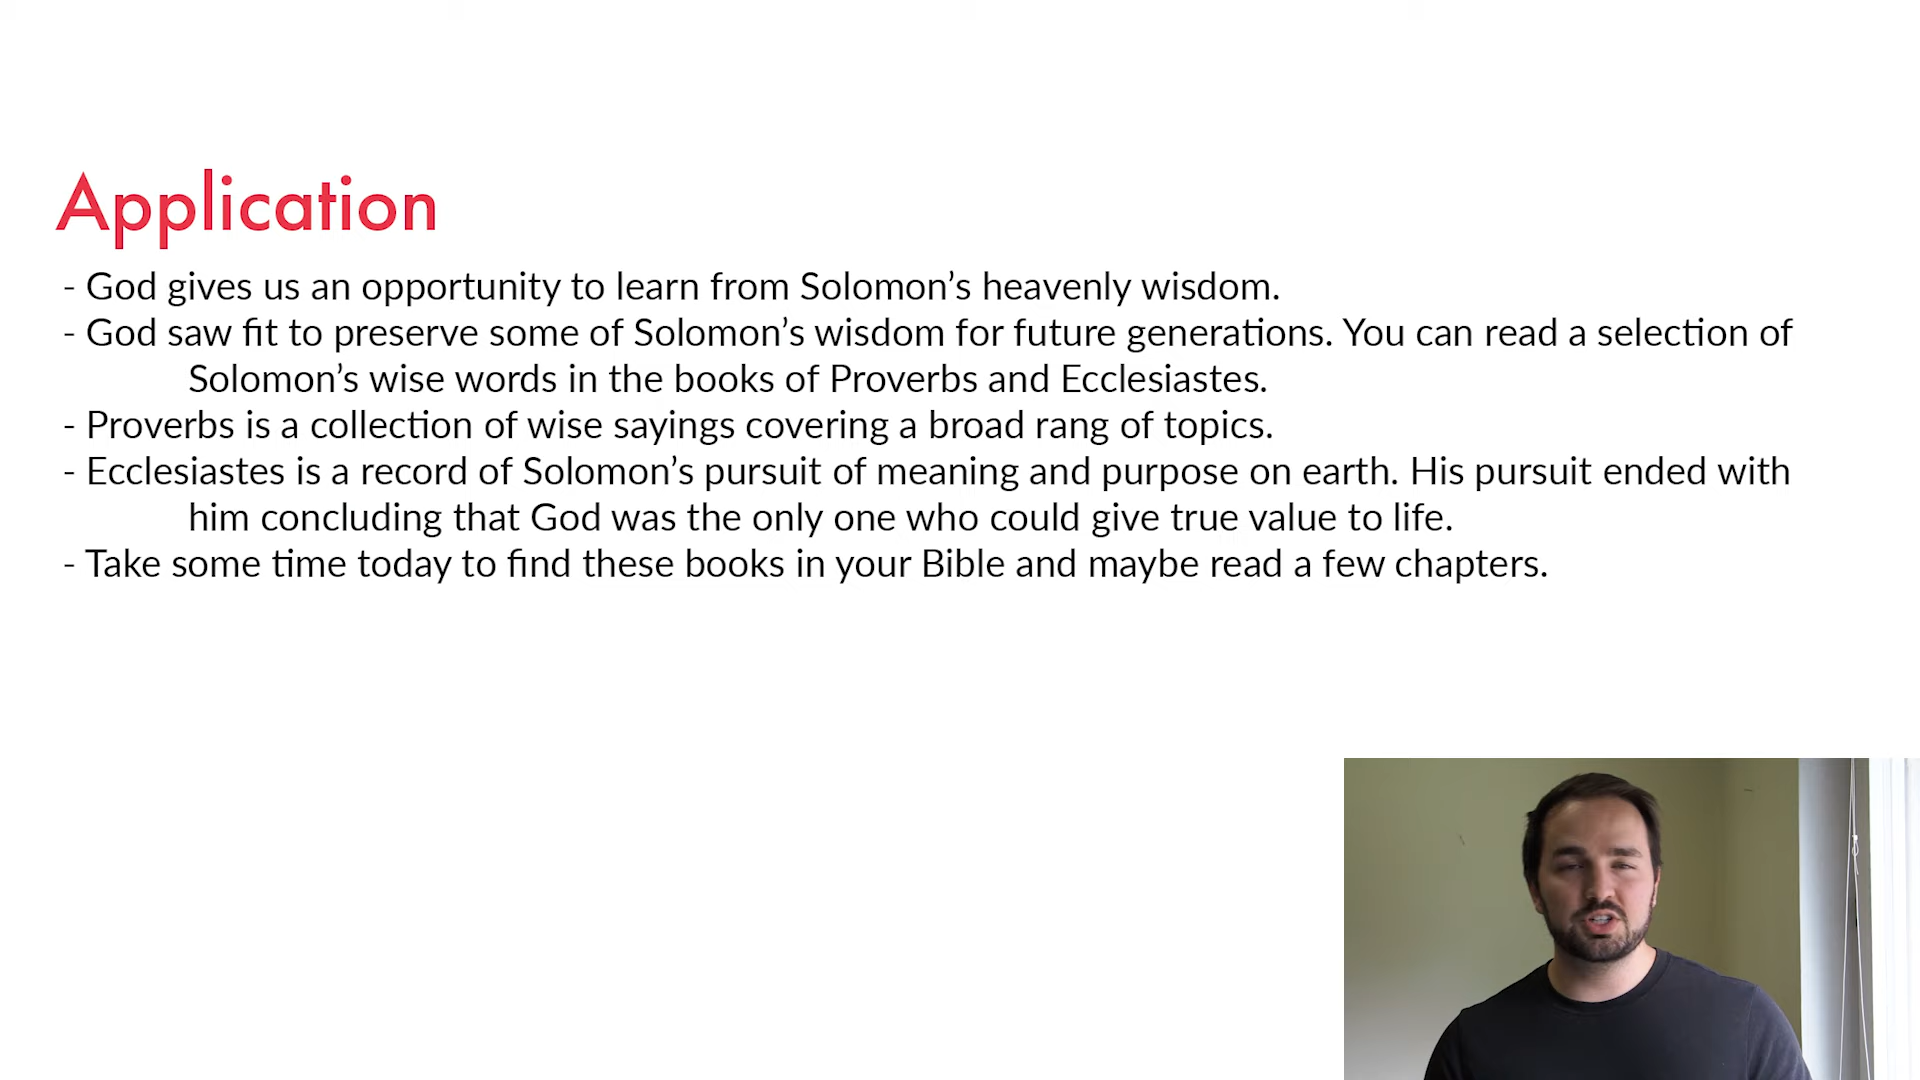 Application
- God gives us an opportunity to learn from Solomon’s heavenly wisdom.
- God saw fit to preserve some of Solomon’s wisdom for future generations. You can read a selection of
Solomon’s wise words in the books of Proverbs and Ecclesiastes.
- Proverbs is a collection of wise sayings covering a broad rang of topics.
- Ecclesiastes is a record of Solomon’s pursuit of meaning and purpose on earth. His pursuit ended with
him concluding that God was the only one who could give true value to life.
- Take some time today to find these books in your Bible and maybe read a few chapters.